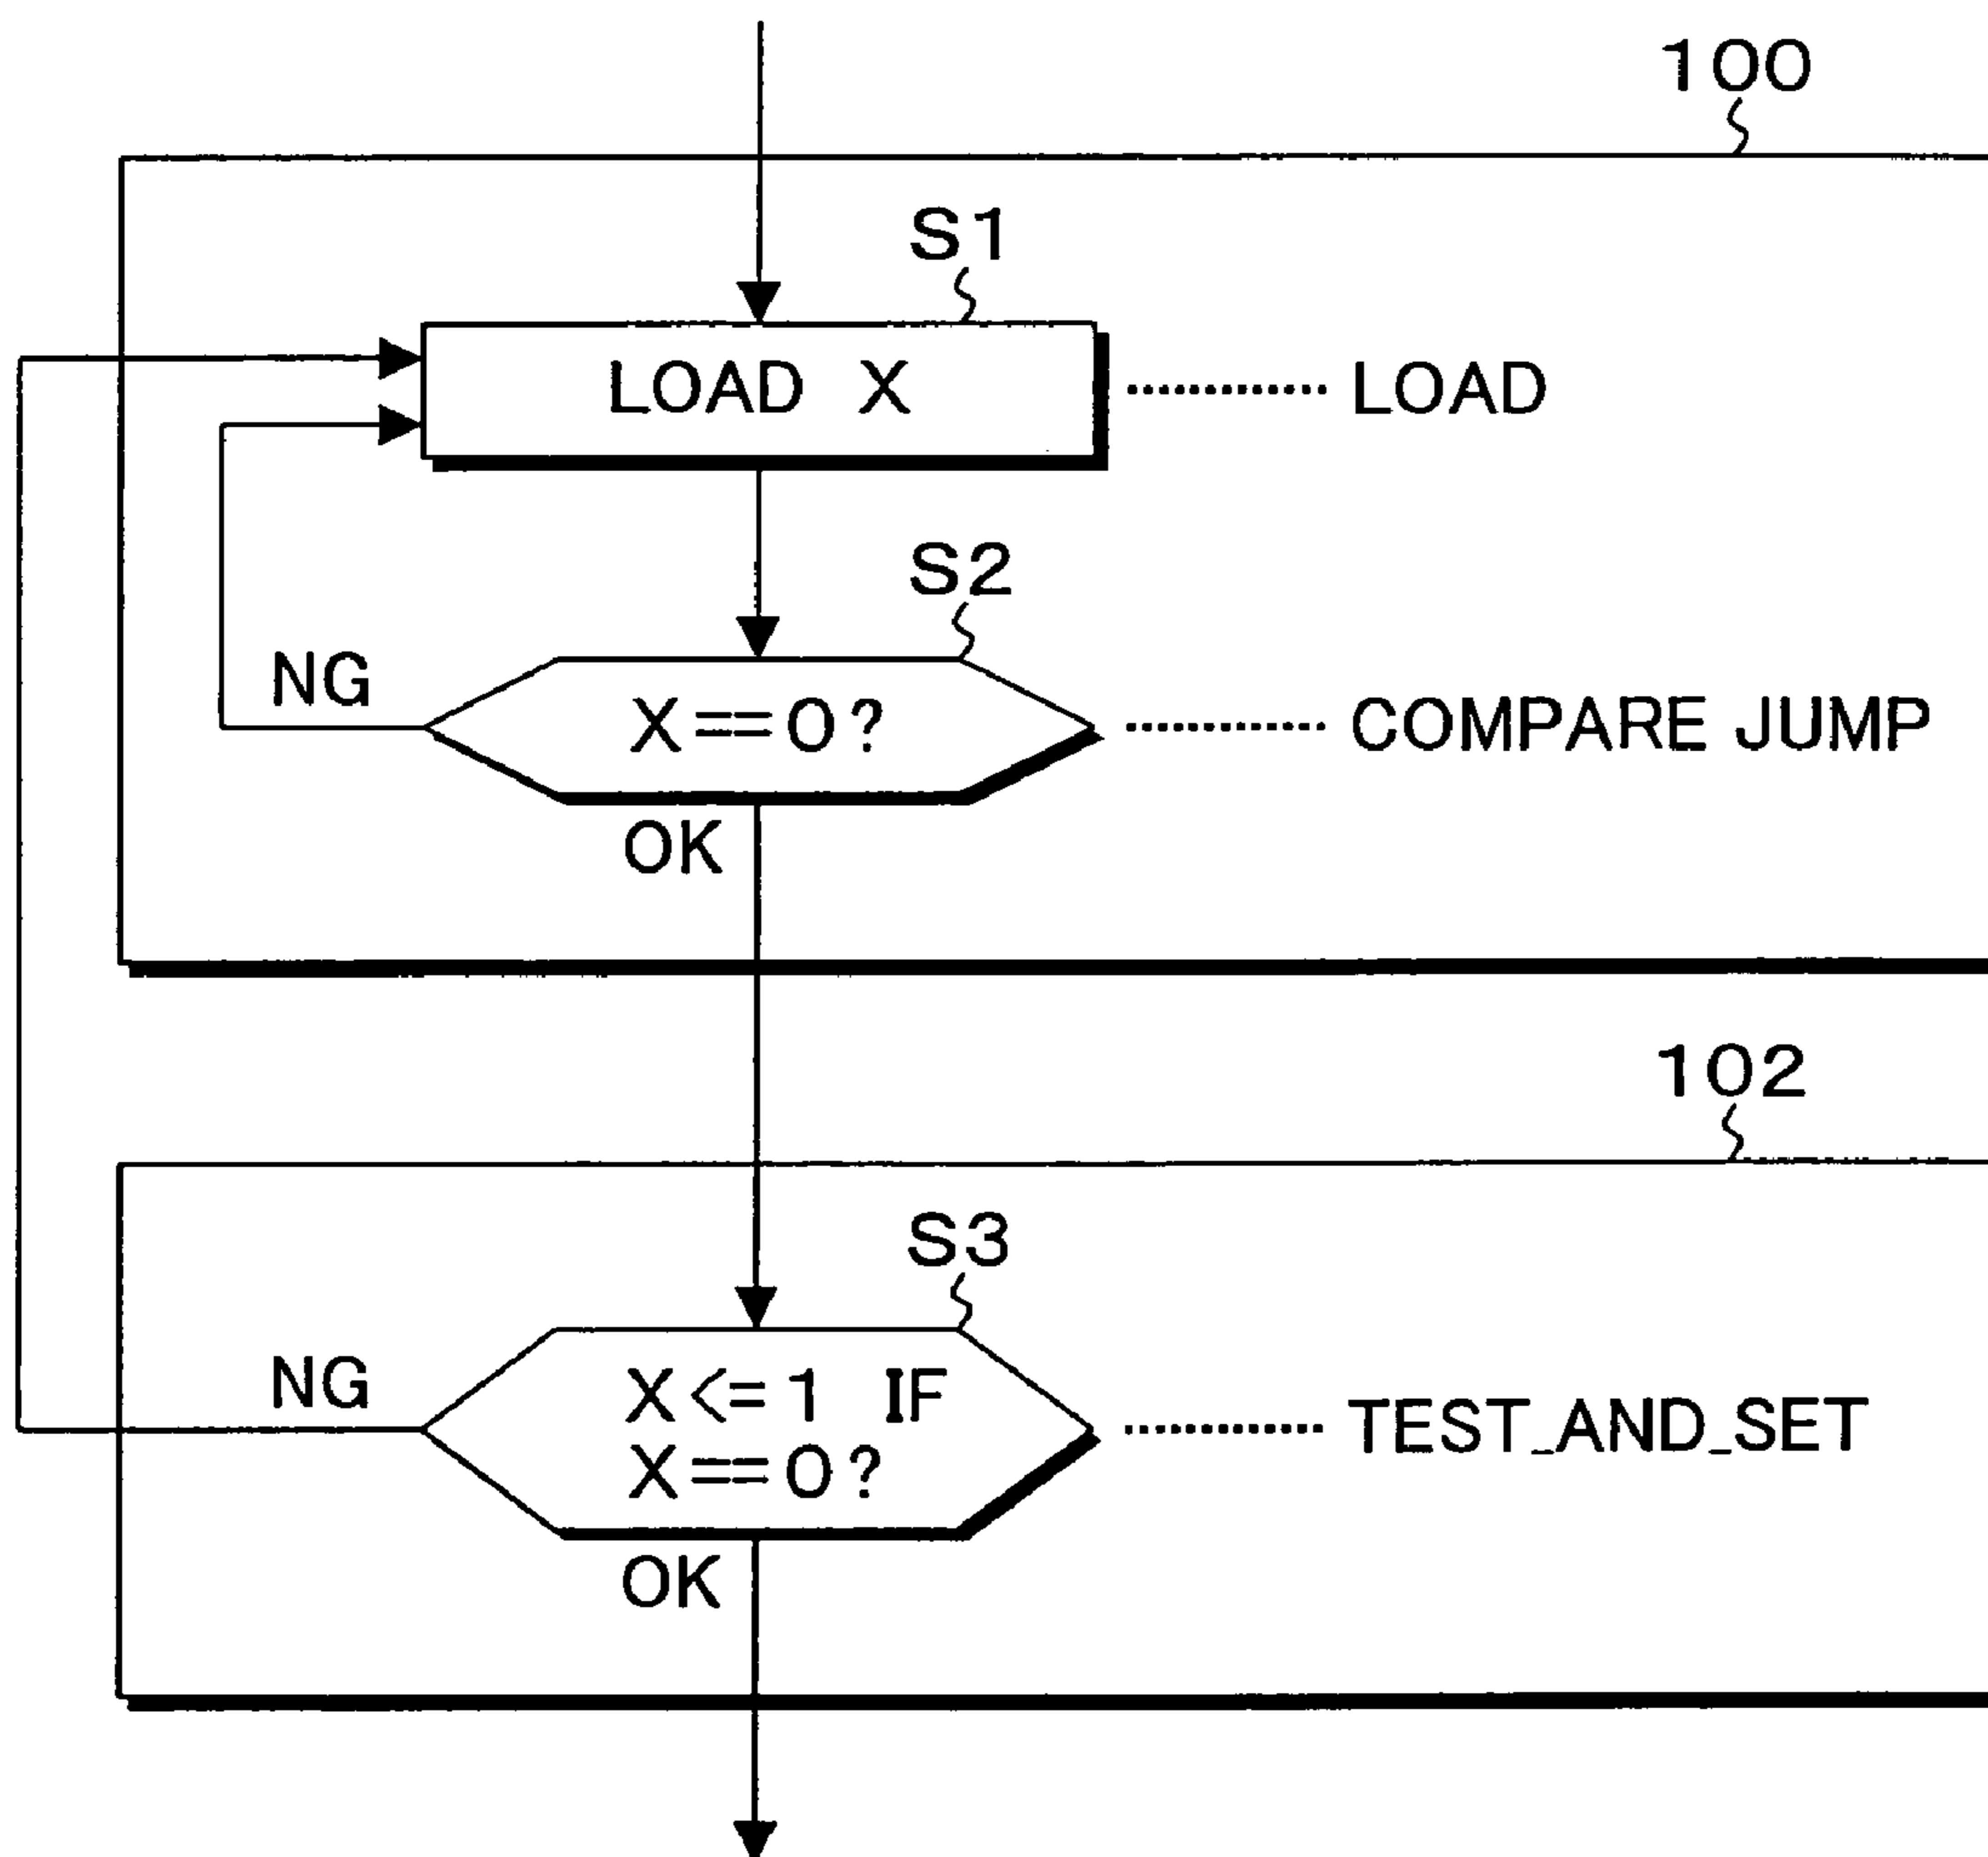 100
S1
LOAD X ............ LOAD
S2
NG
X==0? ............ COMPARE JUMP
OK
102
S3
NG
X<=1 IF
X==0?
............ TEST_AND_SET
OK